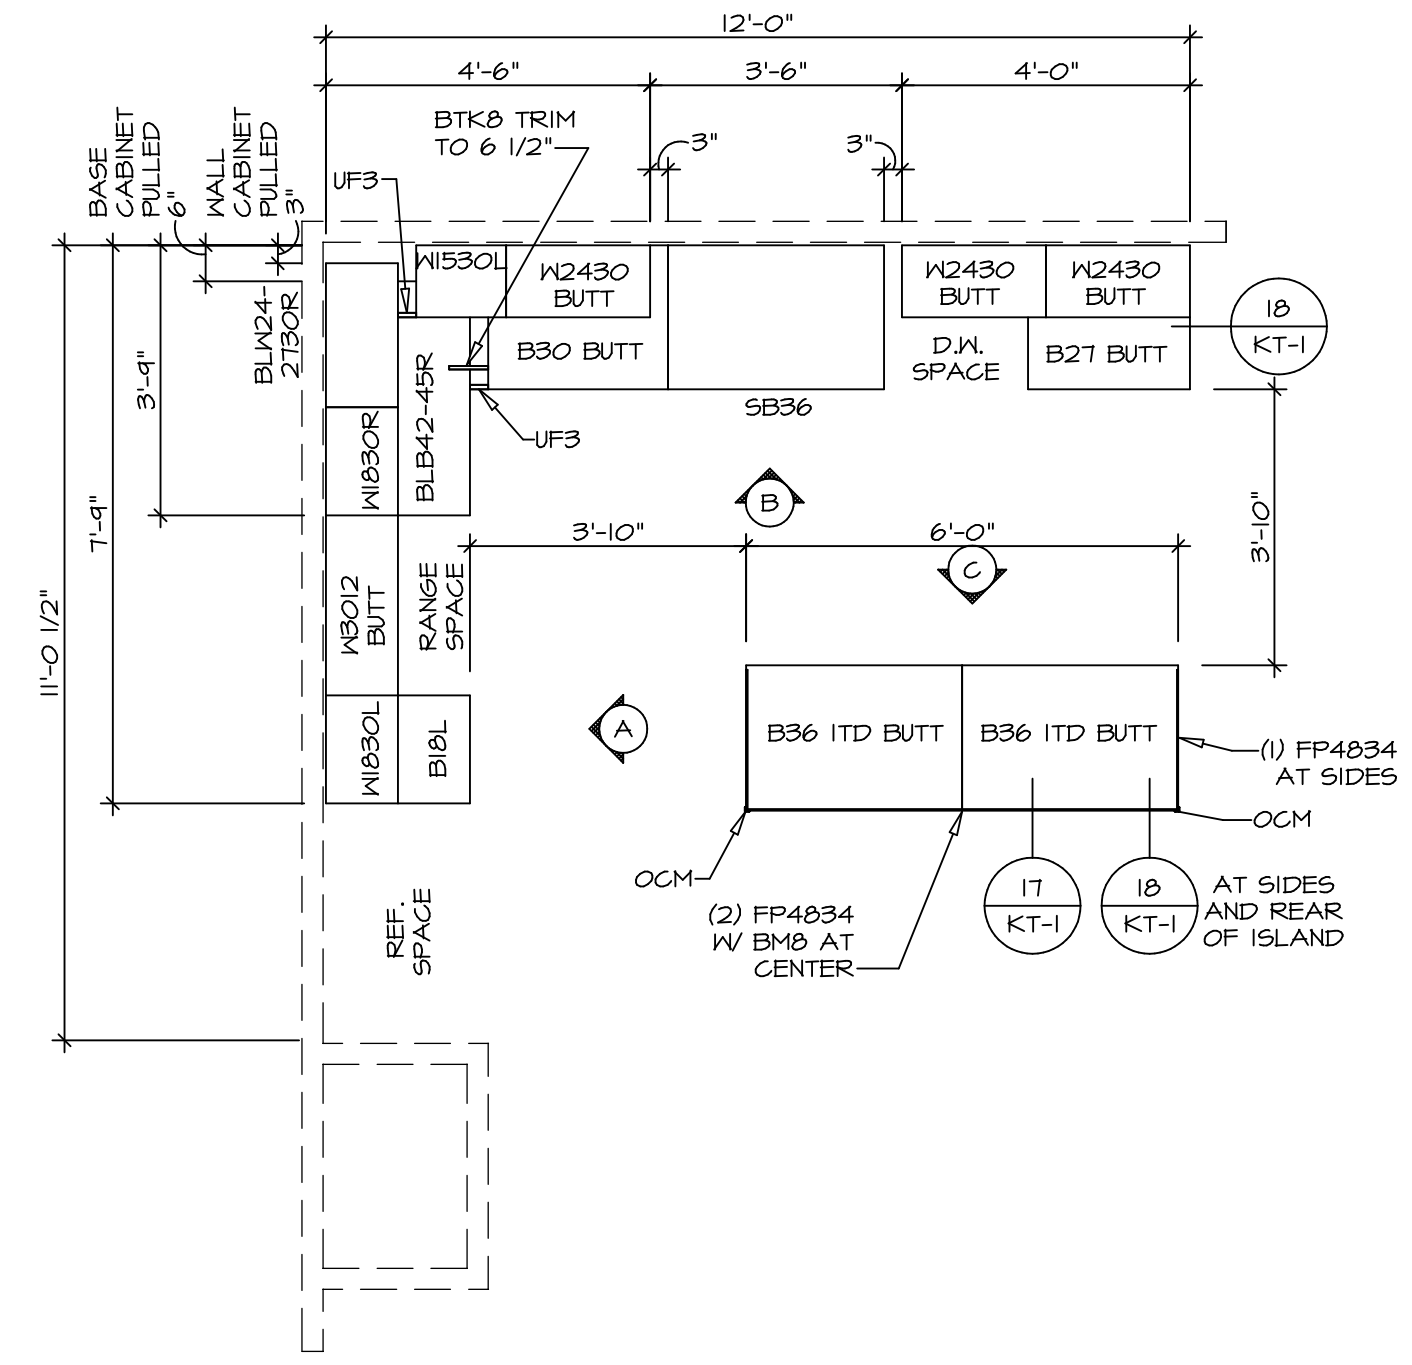 12'-0"
4'-6"
3'-6"
4'-0"
BTK8 TRIM
TO 6 1/2"
3"
3"
BASE
CABINET
PULLED
6"
WALL
CABINET
PULLED
3"
UF3
W1530L
W2430
BUTT
W2430
BUTT
W2430
BUTT
18
KT-1
BLW24-
2730R
B30 BUTT
D.W.
SPACE
B27 BUTT
3'-9"
BLB42-45R
SB36
W1830R
UF3
B
7'-9"
3'-10"
6'-0"
3'-10"
C
W3012
BUTT
RANGE
SPACE
11'-0 1/2"
A
B36 1TD BUTT
B36 1TD BUTT
(1) FP4834
AT SIDES
W1830L
B18L
OCM
OCM
17
KT-1
18
KT-1
AT SIDES
AND REAR
OF ISLAND
(2) FP4834
W/ BM8 AT
CENTER
REF.
SPACE